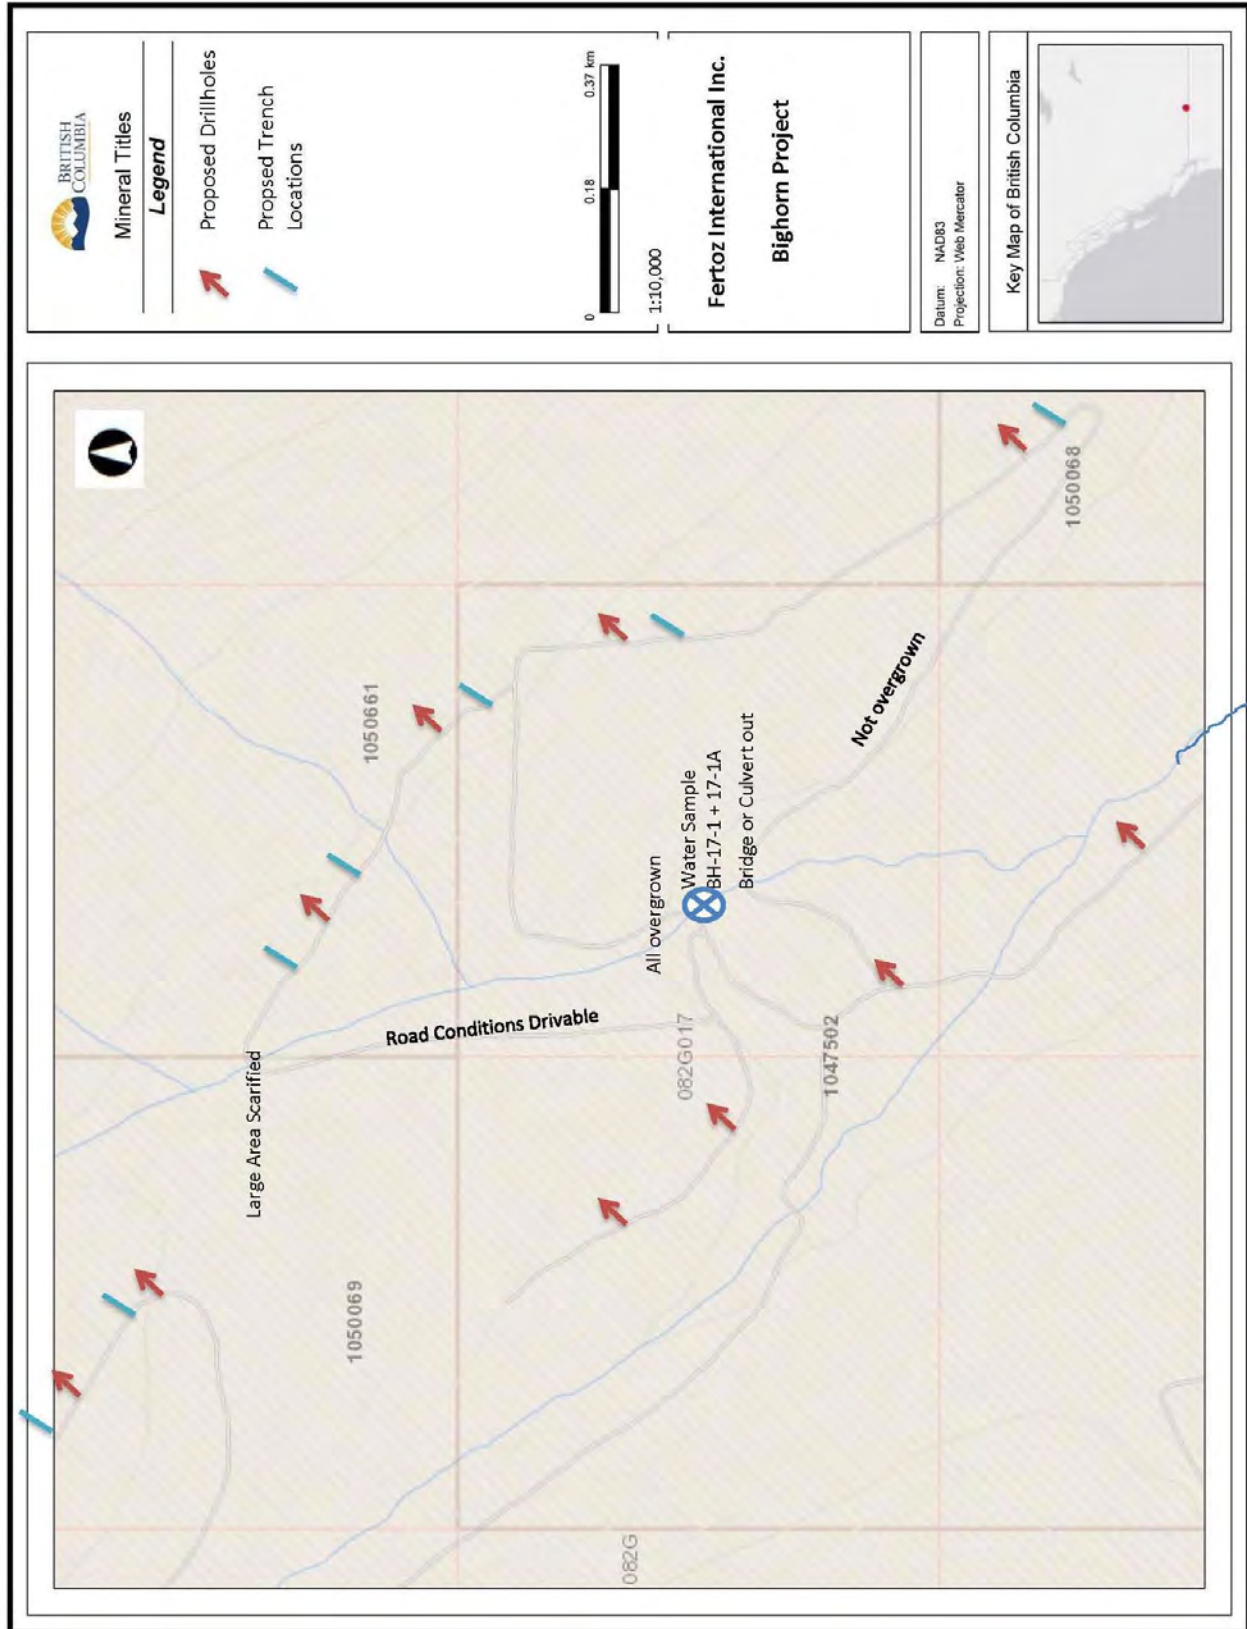 BRITISH
COLUMBIA
Mineral Titles
Legend
Proposed Drillholes
Propsed Trench
Locations
0
0.18
0.37 km
1:10,000
Fertoz International Inc.
Bighorn Project
Datum: NAD83
Projection: Web Mercator
Key Map of British Columbia
Large Area Scarified
1050069
1050661
Road Conditions Drivable
All overgrown
Water Sample
BH-17-1 + 17-1A
Bridge or Culvert out
082G017
1047502
Not overgrown
1050068
082G